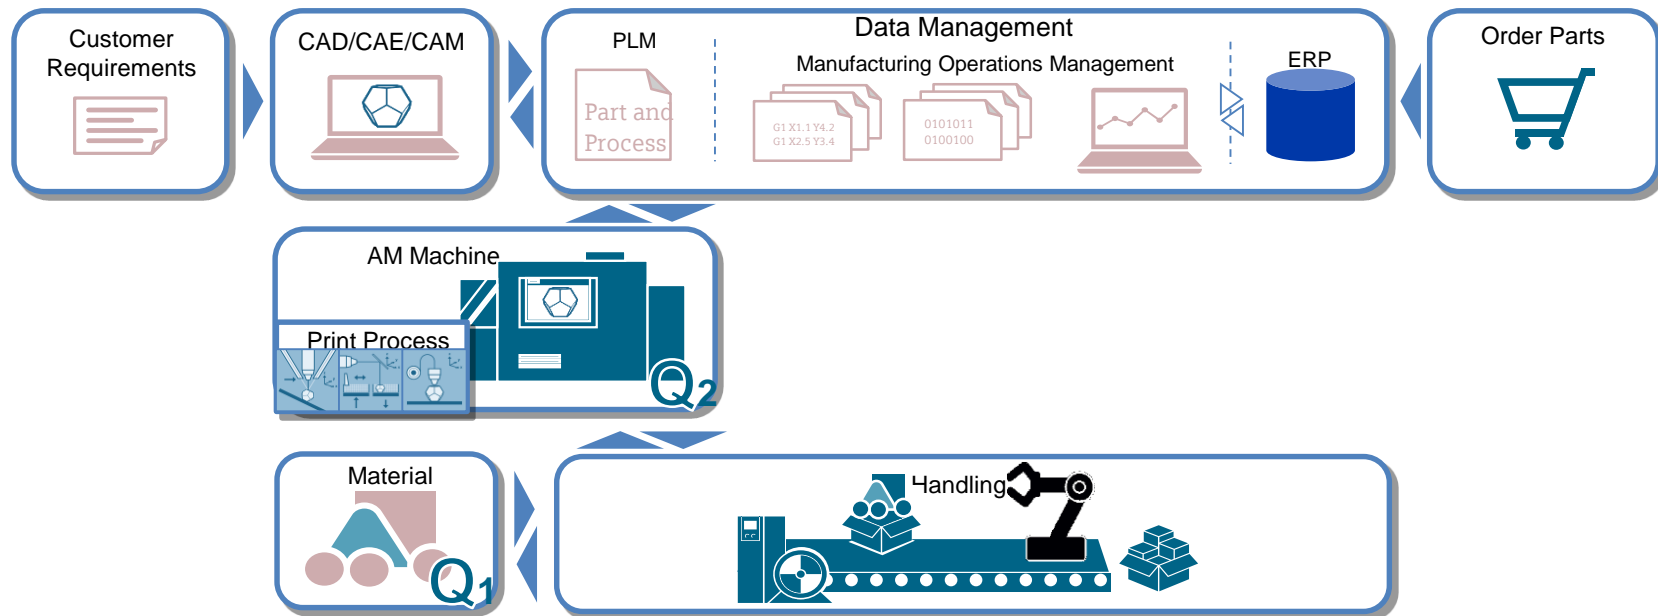 Customer
Requirements
CAD/CAE/CAM
Data Management
PLM
Manufacturing Operations Management
ERP
Order Parts
Part and
Process
G1 X1.1 Y4.2
G1 X2.5 Y3.4
0101011
0100100
AM Machine
Print Process
Q2
Material
Q1
Handling